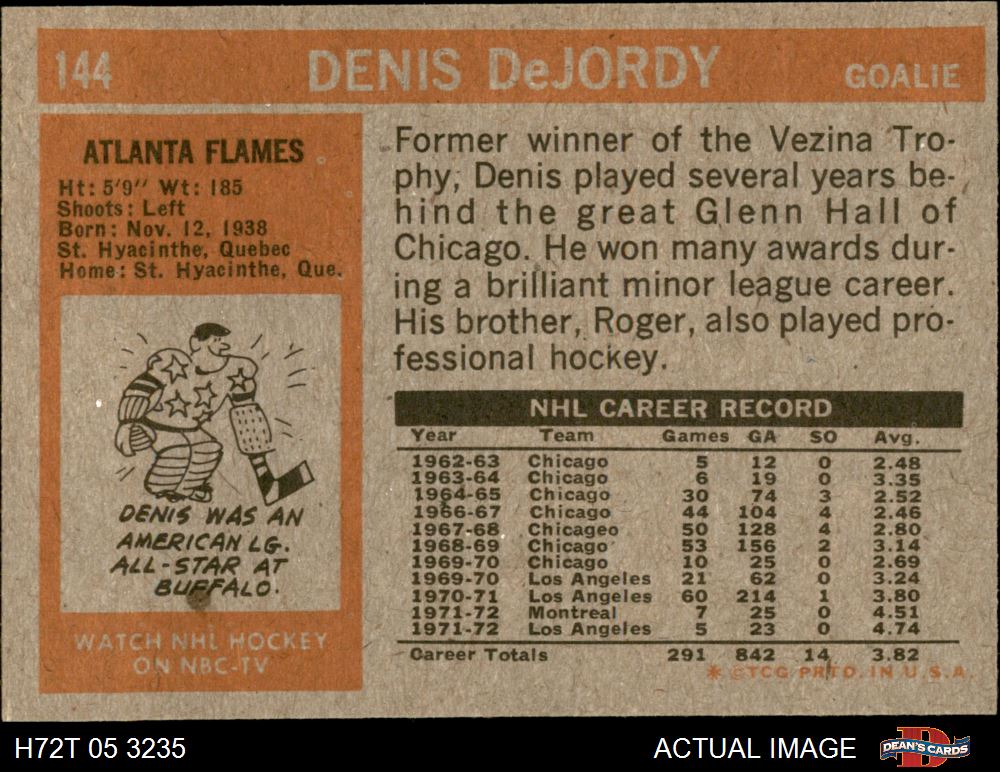 144 DENIS DeJORDY GOALIE
ATLANTA FLAMES
Ht: 5'9" Wt: 185
Shoots: Left
Born: Nov. 12, 1938
St. Hyacinthe, Quebec
Home: St. Hyacinthe, Que.
DENIS WAS AN
AMERICAN LG.
ALL-STAR AT
BUFFALO.
WATCH NHL HOCKEY
ON NBC-TV
Former winner of the Vezina Tro-
phy, Denis played several years be-
hind the great Glenn Hall of
Chicago. He won many awards dur-
ing a brilliant minor league career.
His brother, Roger, also played pro-
fessional hockey.
NHL CAREER RECORD
Year Team Games GA SO Avg.
1962-63 Chicago 5 12 0 2.48
1963-64 Chicago 6 19 0 3.35
1964-65 Chicago 30 74 3 2.52
1966-67 Chicago 44 104 4 2.46
1967-68 Chicageo 50 128 4 2.80
1968-69 Chicago 53 156 2 3.14
1969-70 Chicago 10 25 0 2.69
1969-70 Los Angeles 21 62 0 3.24
1970-71 Los Angeles 60 214 1 3.80
1971-72 Montreal 7 25 0 4.51
1971-72 Los Angeles 5 23 0 4.74
Career Totals 291 842 14 3.82
* ©TCG PRTD. IN U.S.A.
H72T 05 3235 ACTUAL IMAGE D DEAN'S CARDS